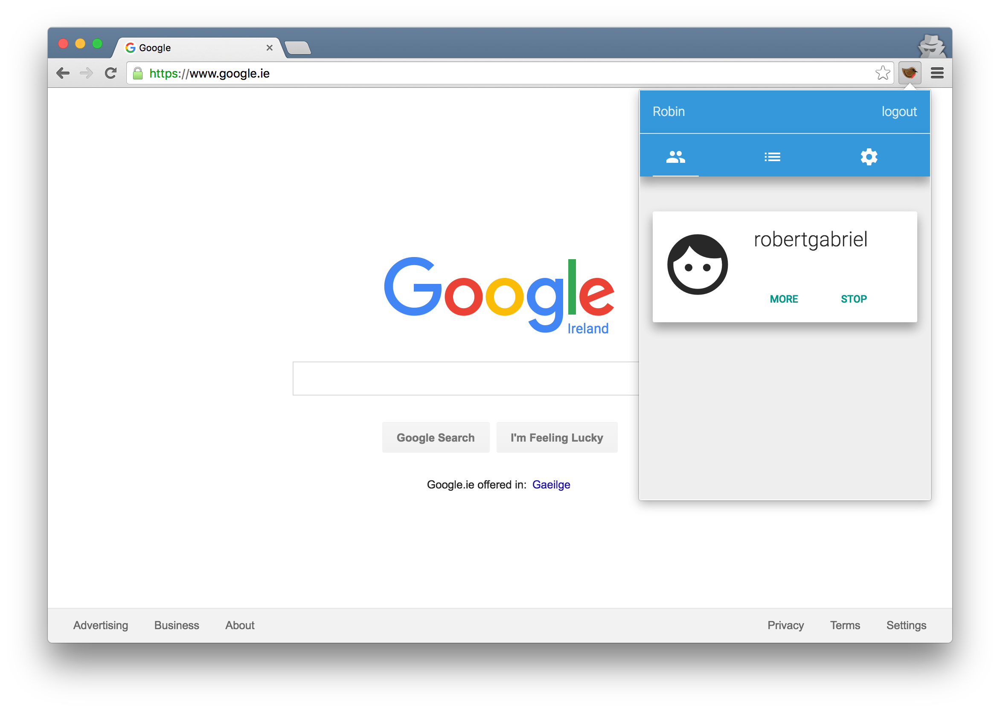 Google
https://www.google.ie
Robin
logout
robertgabriel
MORE
STOP
Google
Ireland
Google Search
I'm Feeling Lucky
Google.ie offered in: Gaeilge
Advertising
Business
About
Privacy
Terms
Settings